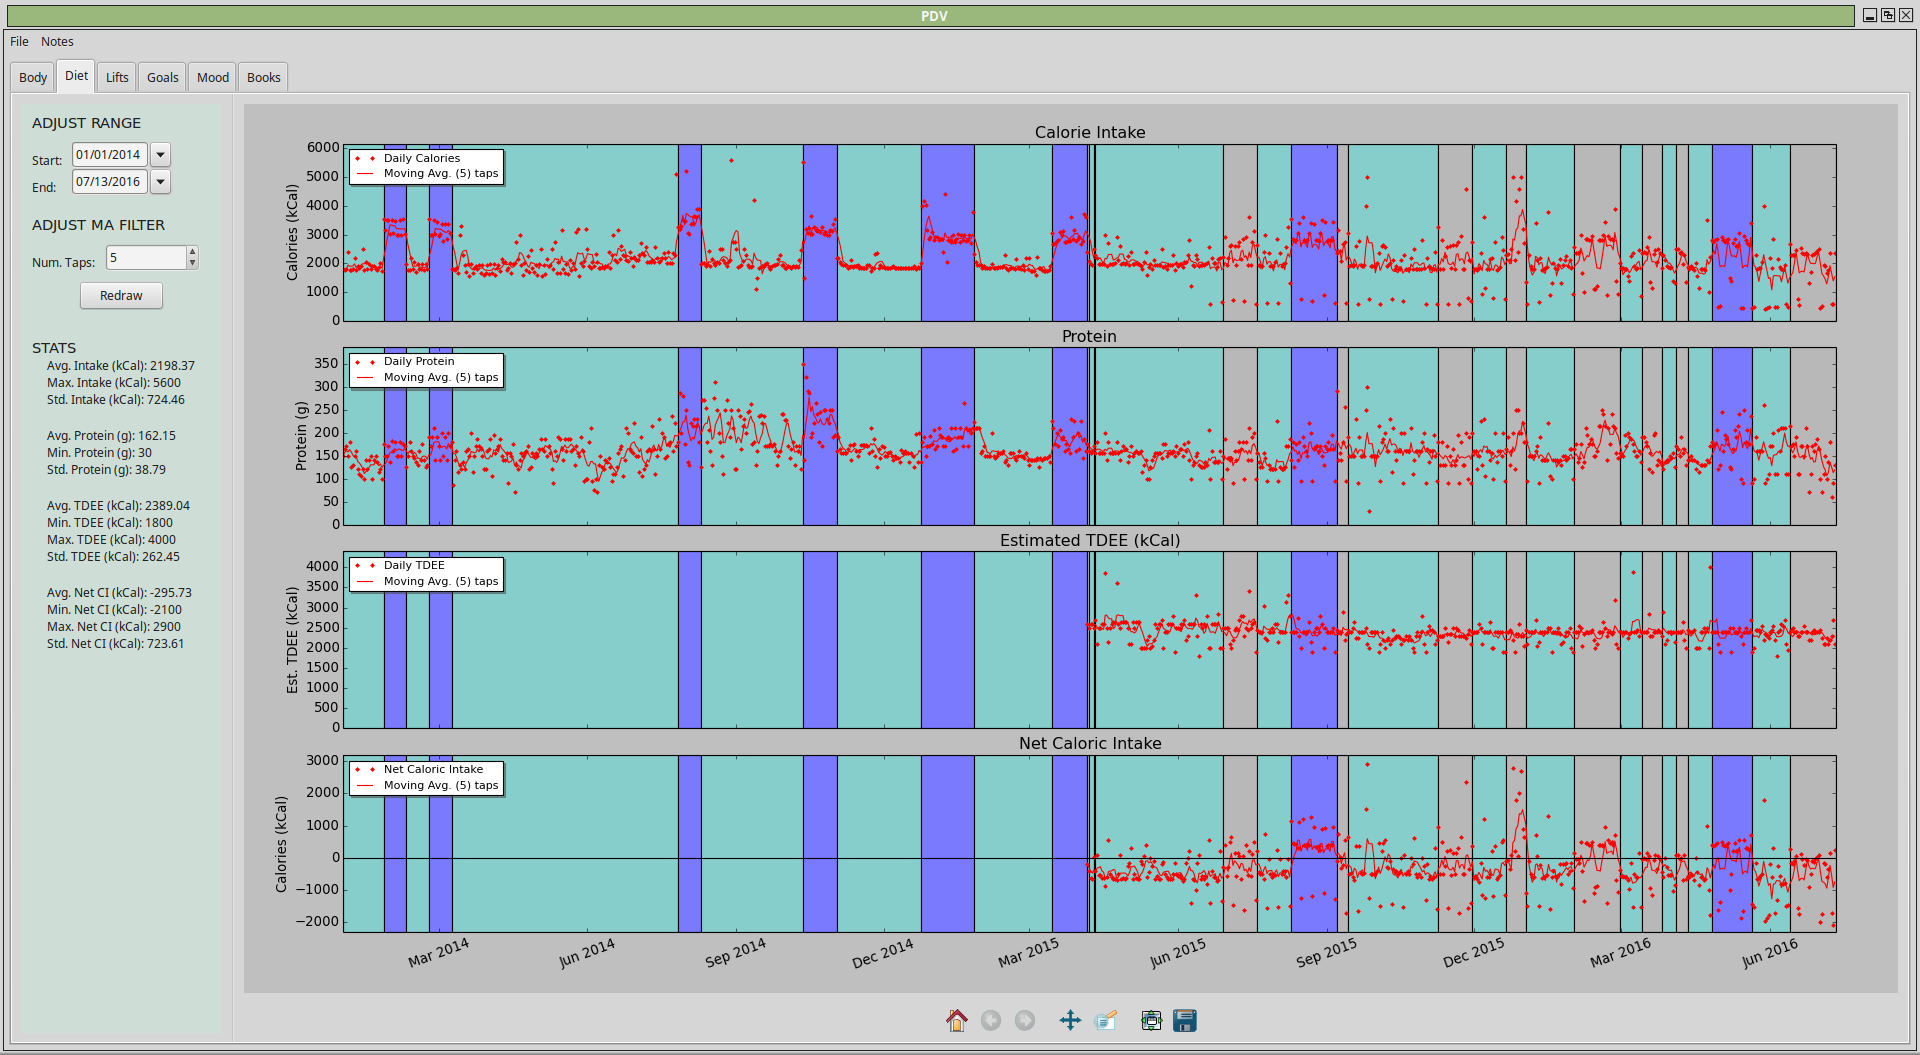 PDV
File Notes
Body Diet Lifts Goals Mood Books
ADJUST RANGE
Start: 01/01/2014
End: 07/13/2016
ADJUST MA FILTER
Num. Taps: 5
Redraw
STATS
Avg. Intake (kCal): 2198.37
Max. Intake (kCal): 5600
Std. Intake (kCal): 724.46
Avg. Protein (g): 162.15
Min. Protein (g): 30
Std. Protein (g): 38.79
Avg. TDEE (kCal): 2389.04
Min. TDEE (kCal): 1800
Max. TDEE (kCal): 4000
Std. TDEE (kCal): 262.45
Avg. Net CI (kCal): -295.73
Min. Net CI (kCal): -2100
Max. Net CI (kCal): 2900
Std. Net CI (kCal): 723.61
Calorie Intake
Calories (kCal)
6000
5000
4000
3000
2000
1000
0
Daily Calories
Moving Avg. (5) taps
Protein
Protein (g)
350
300
250
200
150
100
50
0
Daily Protein
Moving Avg. (5) taps
Estimated TDEE (kCal)
Est. TDEE (kCal)
4000
3500
3000
2500
2000
1500
1000
500
0
Daily TDEE
Moving Avg. (5) taps
Net Caloric Intake
Calories (kCal)
3000
2000
1000
0
−1000
−2000
Net Caloric Intake
Moving Avg. (5) taps
Mar 2014 Jun 2014 Sep 2014 Dec 2014 Mar 2015 Jun 2015 Sep 2015 Dec 2015 Mar 2016 Jun 2016